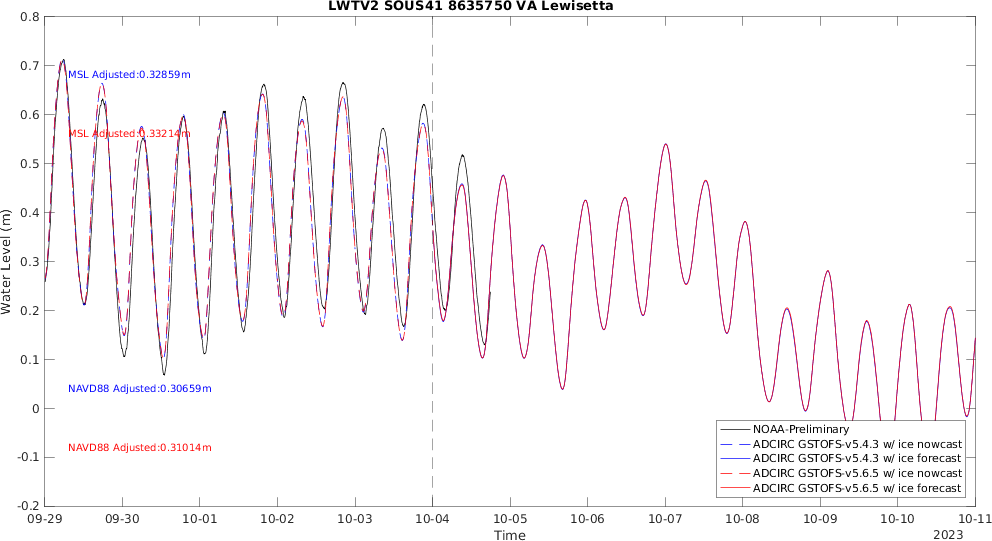 LWTV2 SOUS41 8635750 VA Lewisetta
0.8
0.7
0.6
0.5
0.4
0.3
0.2
0.1
0
-0.1
-0.2
Water Level (m)
MSL Adjusted:0.32859m
MSL Adjusted:0.33214m
NAVD88 Adjusted:0.30659m
NAVD88 Adjusted:0.31014m
NOAA-Preliminary
ADCIRC GSTOFS-v5.4.3 w/ ice nowcast
ADCIRC GSTOFS-v5.4.3 w/ ice forecast
ADCIRC GSTOFS-v5.6.5 w/ ice nowcast
ADCIRC GSTOFS-v5.6.5 w/ ice forecast
09-29 09-30 10-01 10-02 10-03 10-04 10-05 10-06 10-07 10-08 10-09 10-10 10-11
Time
2023